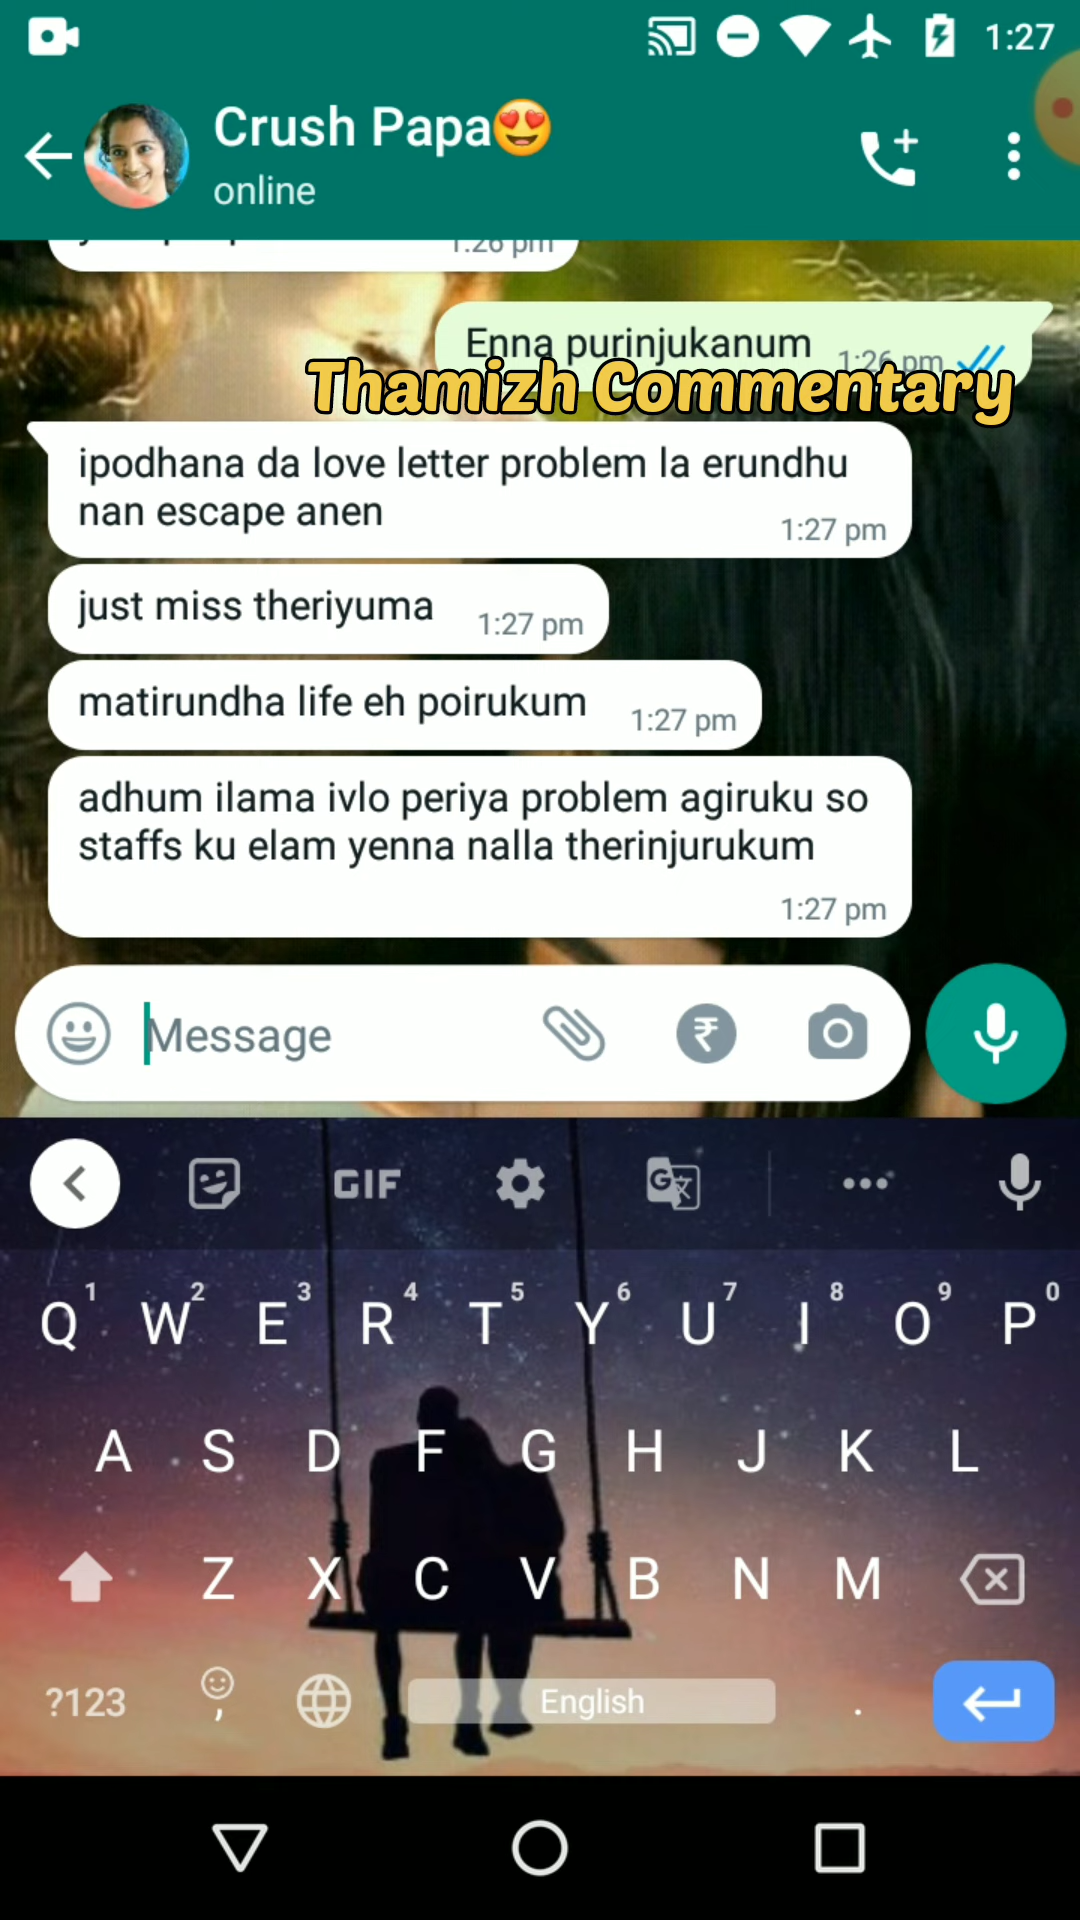 1:27
Crush Papa😍
online
1:26 pm
Enna purinjukanum
1:26 pm
Thamizh Commentary
ipodhana da love letter problem la erundhu
nan escape anen
1:27 pm
just miss theriyuma
1:27 pm
matirundha life eh poirukum
1:27 pm
adhum ilama ivlo periya problem agiruku so
staffs ku elam yenna nalla therinjurukum
1:27 pm
Message
₹
GIF
G
1 2 3 4 5 6 7 8 9 0
Q W E R T Y U I O P
A S D F G H J K L
Z X C V B N M
?123 , English .